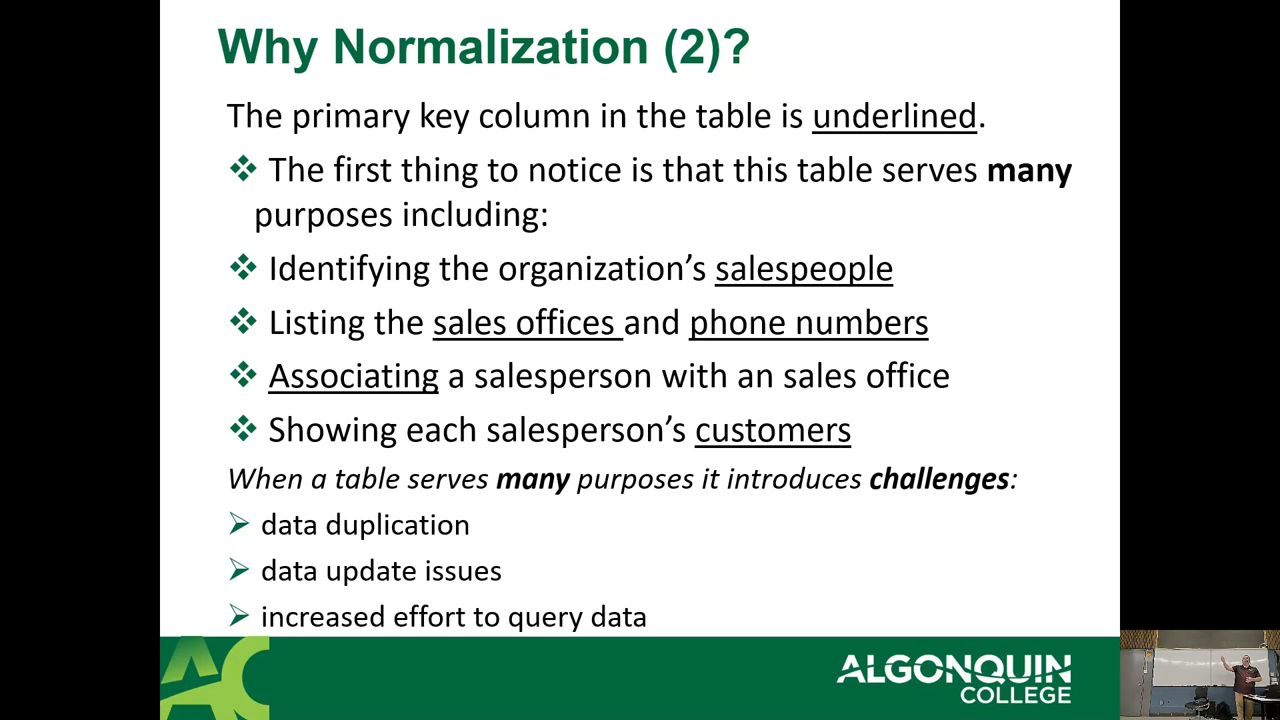 Why Normalization (2)?
The primary key column in the table is underlined.
❖ The first thing to notice is that this table serves many
purposes including:
❖ Identifying the organization’s salespeople
❖ Listing the sales offices and phone numbers
❖ Associating a salesperson with an sales office
❖ Showing each salesperson’s customers
When a table serves many purposes it introduces challenges:
➢ data duplication
➢ data update issues
➢ increased effort to query data
AC
ALGONQUIN
COLLEGE